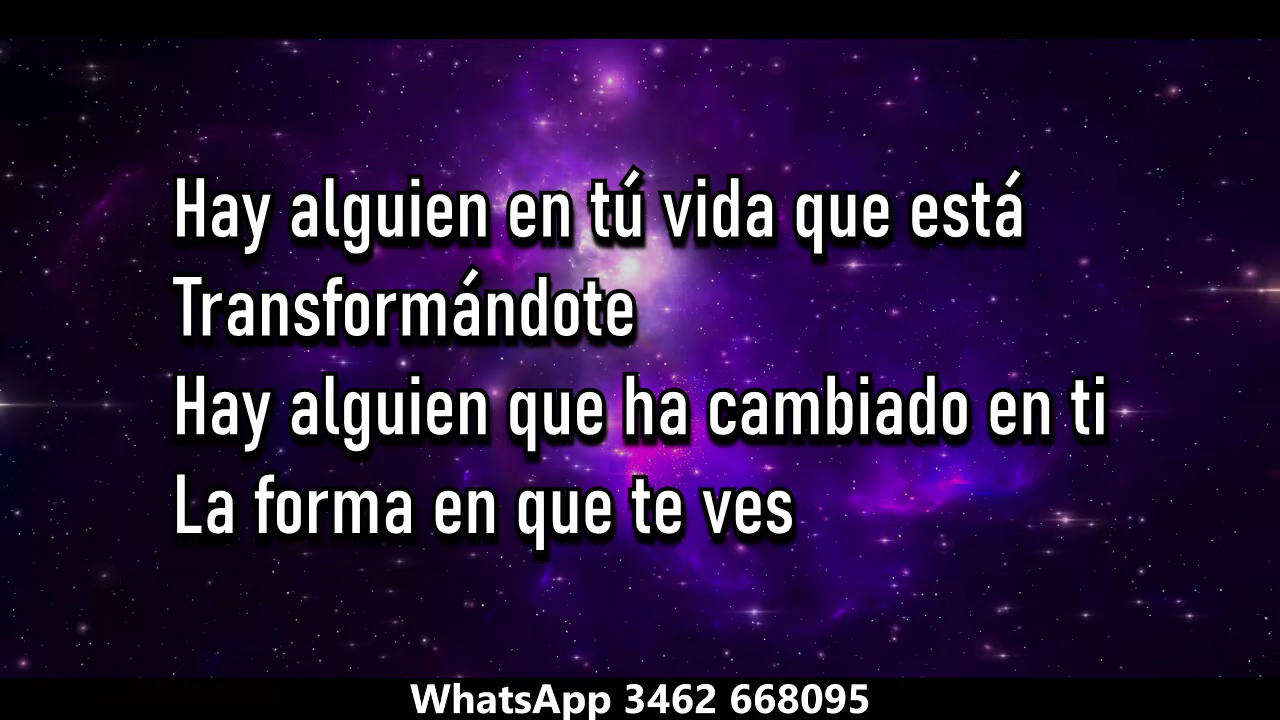 Hay alguien en tú vida que está
Transformándote
Hay alguien que ha cambiado en ti
La forma en que te ves
WhatsApp 3462 668095